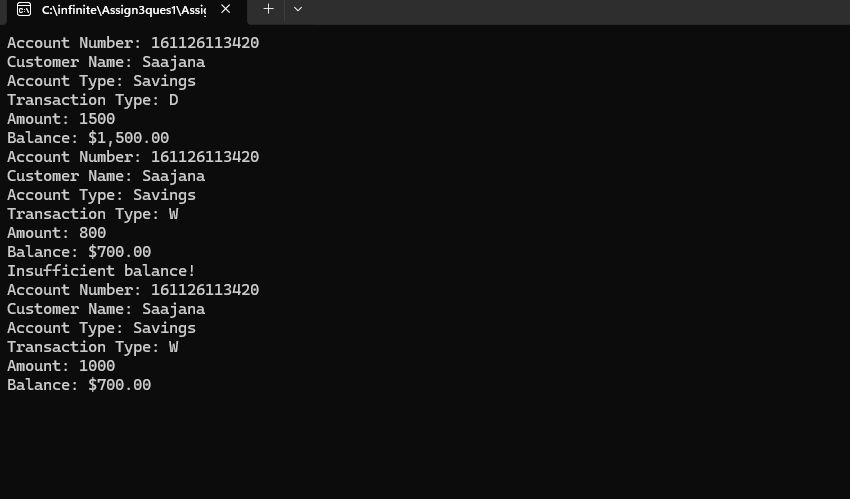 C:\infinite\Assign3ques1\Assig
Account Number: 161126113420
Customer Name: Saajana
Account Type: Savings
Transaction Type: D
Amount: 1500
Balance: $1,500.00
Account Number: 161126113420
Customer Name: Saajana
Account Type: Savings
Transaction Type: W
Amount: 800
Balance: $700.00
Insufficient balance!
Account Number: 161126113420
Customer Name: Saajana
Account Type: Savings
Transaction Type: W
Amount: 1000
Balance: $700.00